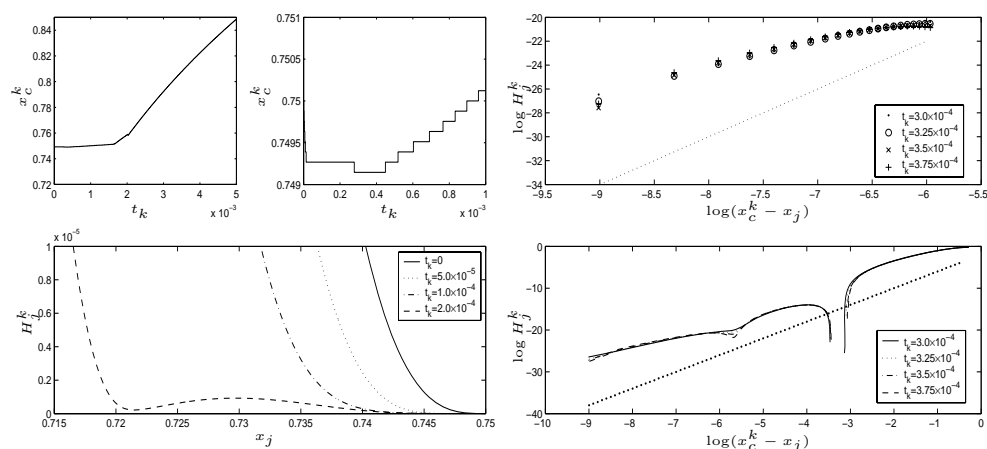 0.84
0.82
0.8
0.78
0.76
0.74
0.72
x_c^k
0 1 2 3 4 5
t_k
x 10^-3
0.751
0.75
0.7495
0.749
x_c^k
0 0.2 0.4 0.6 0.8 1
t_k
x 10^-3
-20
-22
-24
-26
-28
-30
-32
-34
log H_j^k
-9.5 -9 -8.5 -8 -7.5 -7 -6.5 -6 -5.5
log(x_c^k − x_j)
t_k=3.0×10^-4
t_k=3.25×10^-4
t_k=3.5×10^-4
t_k=3.75×10^-4
x 10^-5
1
0.8
0.6
0.4
0.2
0
H_j^k
0.715 0.72 0.725 0.73 0.735 0.74 0.745 0.75
x_j
t_k=0
t_k=5.0×10^-5
t_k=1.0×10^-4
t_k=2.0×10^-4
0
-10
-20
-30
-40
log H_j^k
-10 -9 -8 -7 -6 -5 -4 -3 -2 -1 0
log(x_c^k − x_j)
t_k=3.0×10^-4
t_k=3.25×10^-4
t_k=3.5×10^-4
t_k=3.75×10^-4